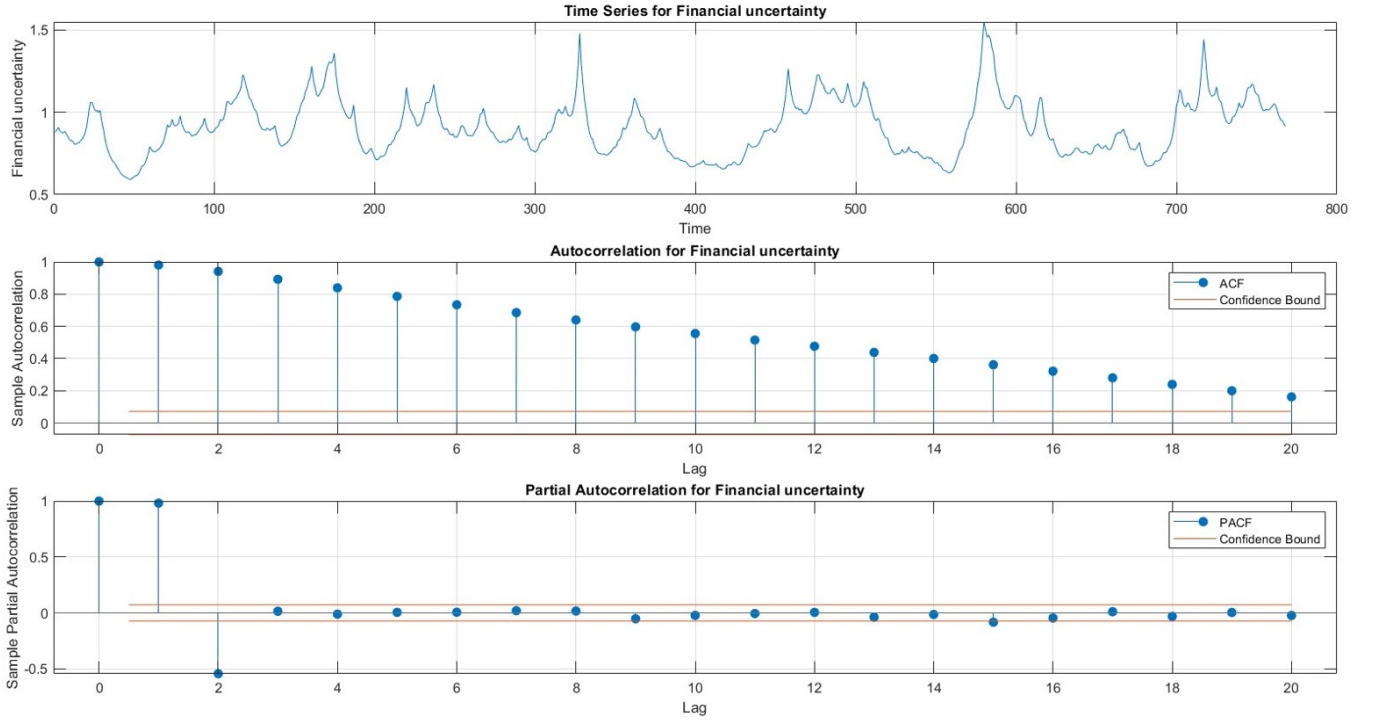 Time Series for Financial uncertainty
Financial uncertainty
1.5
1
0.5
0 100 200 300 400 500 600 700 800
Time
Autocorrelation for Financial uncertainty
Sample Autocorrelation
1
0.8
0.6
0.4
0.2
0
ACF
Confidence Bound
0 2 4 6 8 10 12 14 16 18 20
Lag
Partial Autocorrelation for Financial uncertainty
Sample Partial Autocorrelation
1
0.5
0
-0.5
PACF
Confidence Bound
0 2 4 6 8 10 12 14 16 18 20
Lag